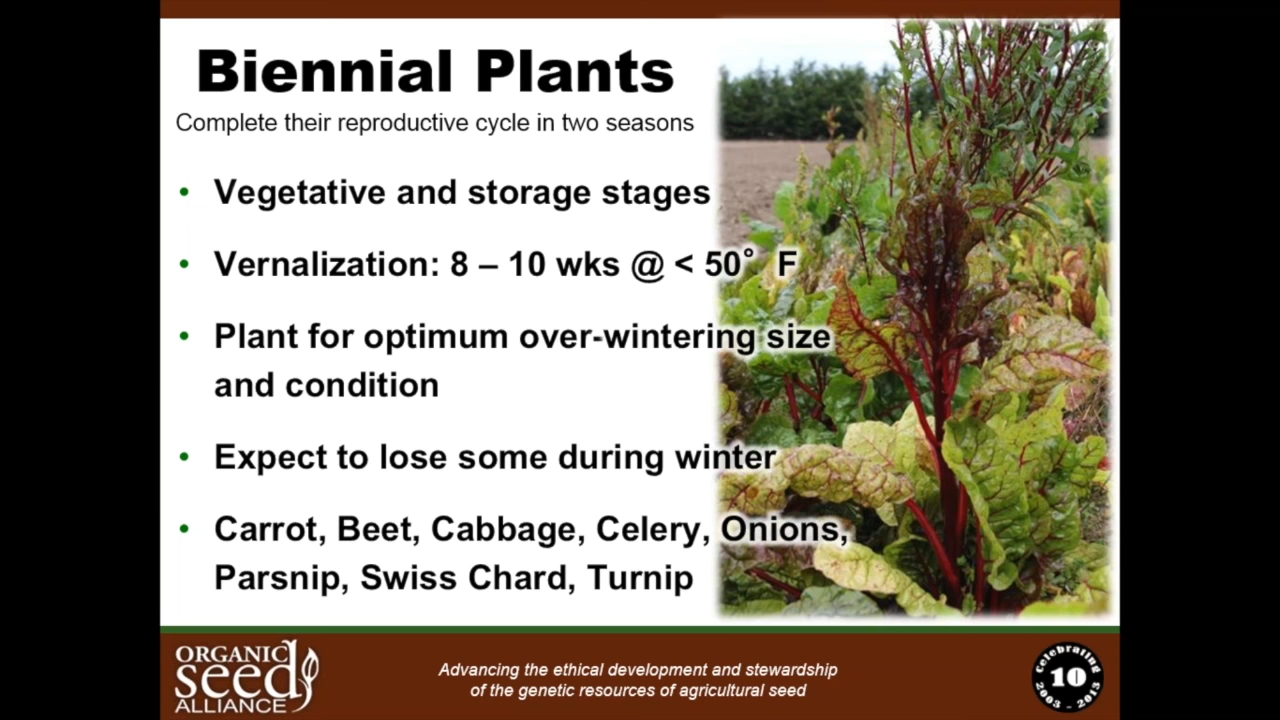 Biennial Plants
Complete their reproductive cycle in two seasons
• Vegetative and storage stages
• Vernalization: 8 – 10 wks @ < 50° F
• Plant for optimum over-wintering size
and condition
• Expect to lose some during winter
• Carrot, Beet, Cabbage, Celery, Onions,
Parsnip, Swiss Chard, Turnip
ORGANIC
seed
ALLIANCE
Advancing the ethical development and stewardship
of the genetic resources of agricultural seed
Celebrating
10
2003 - 2013